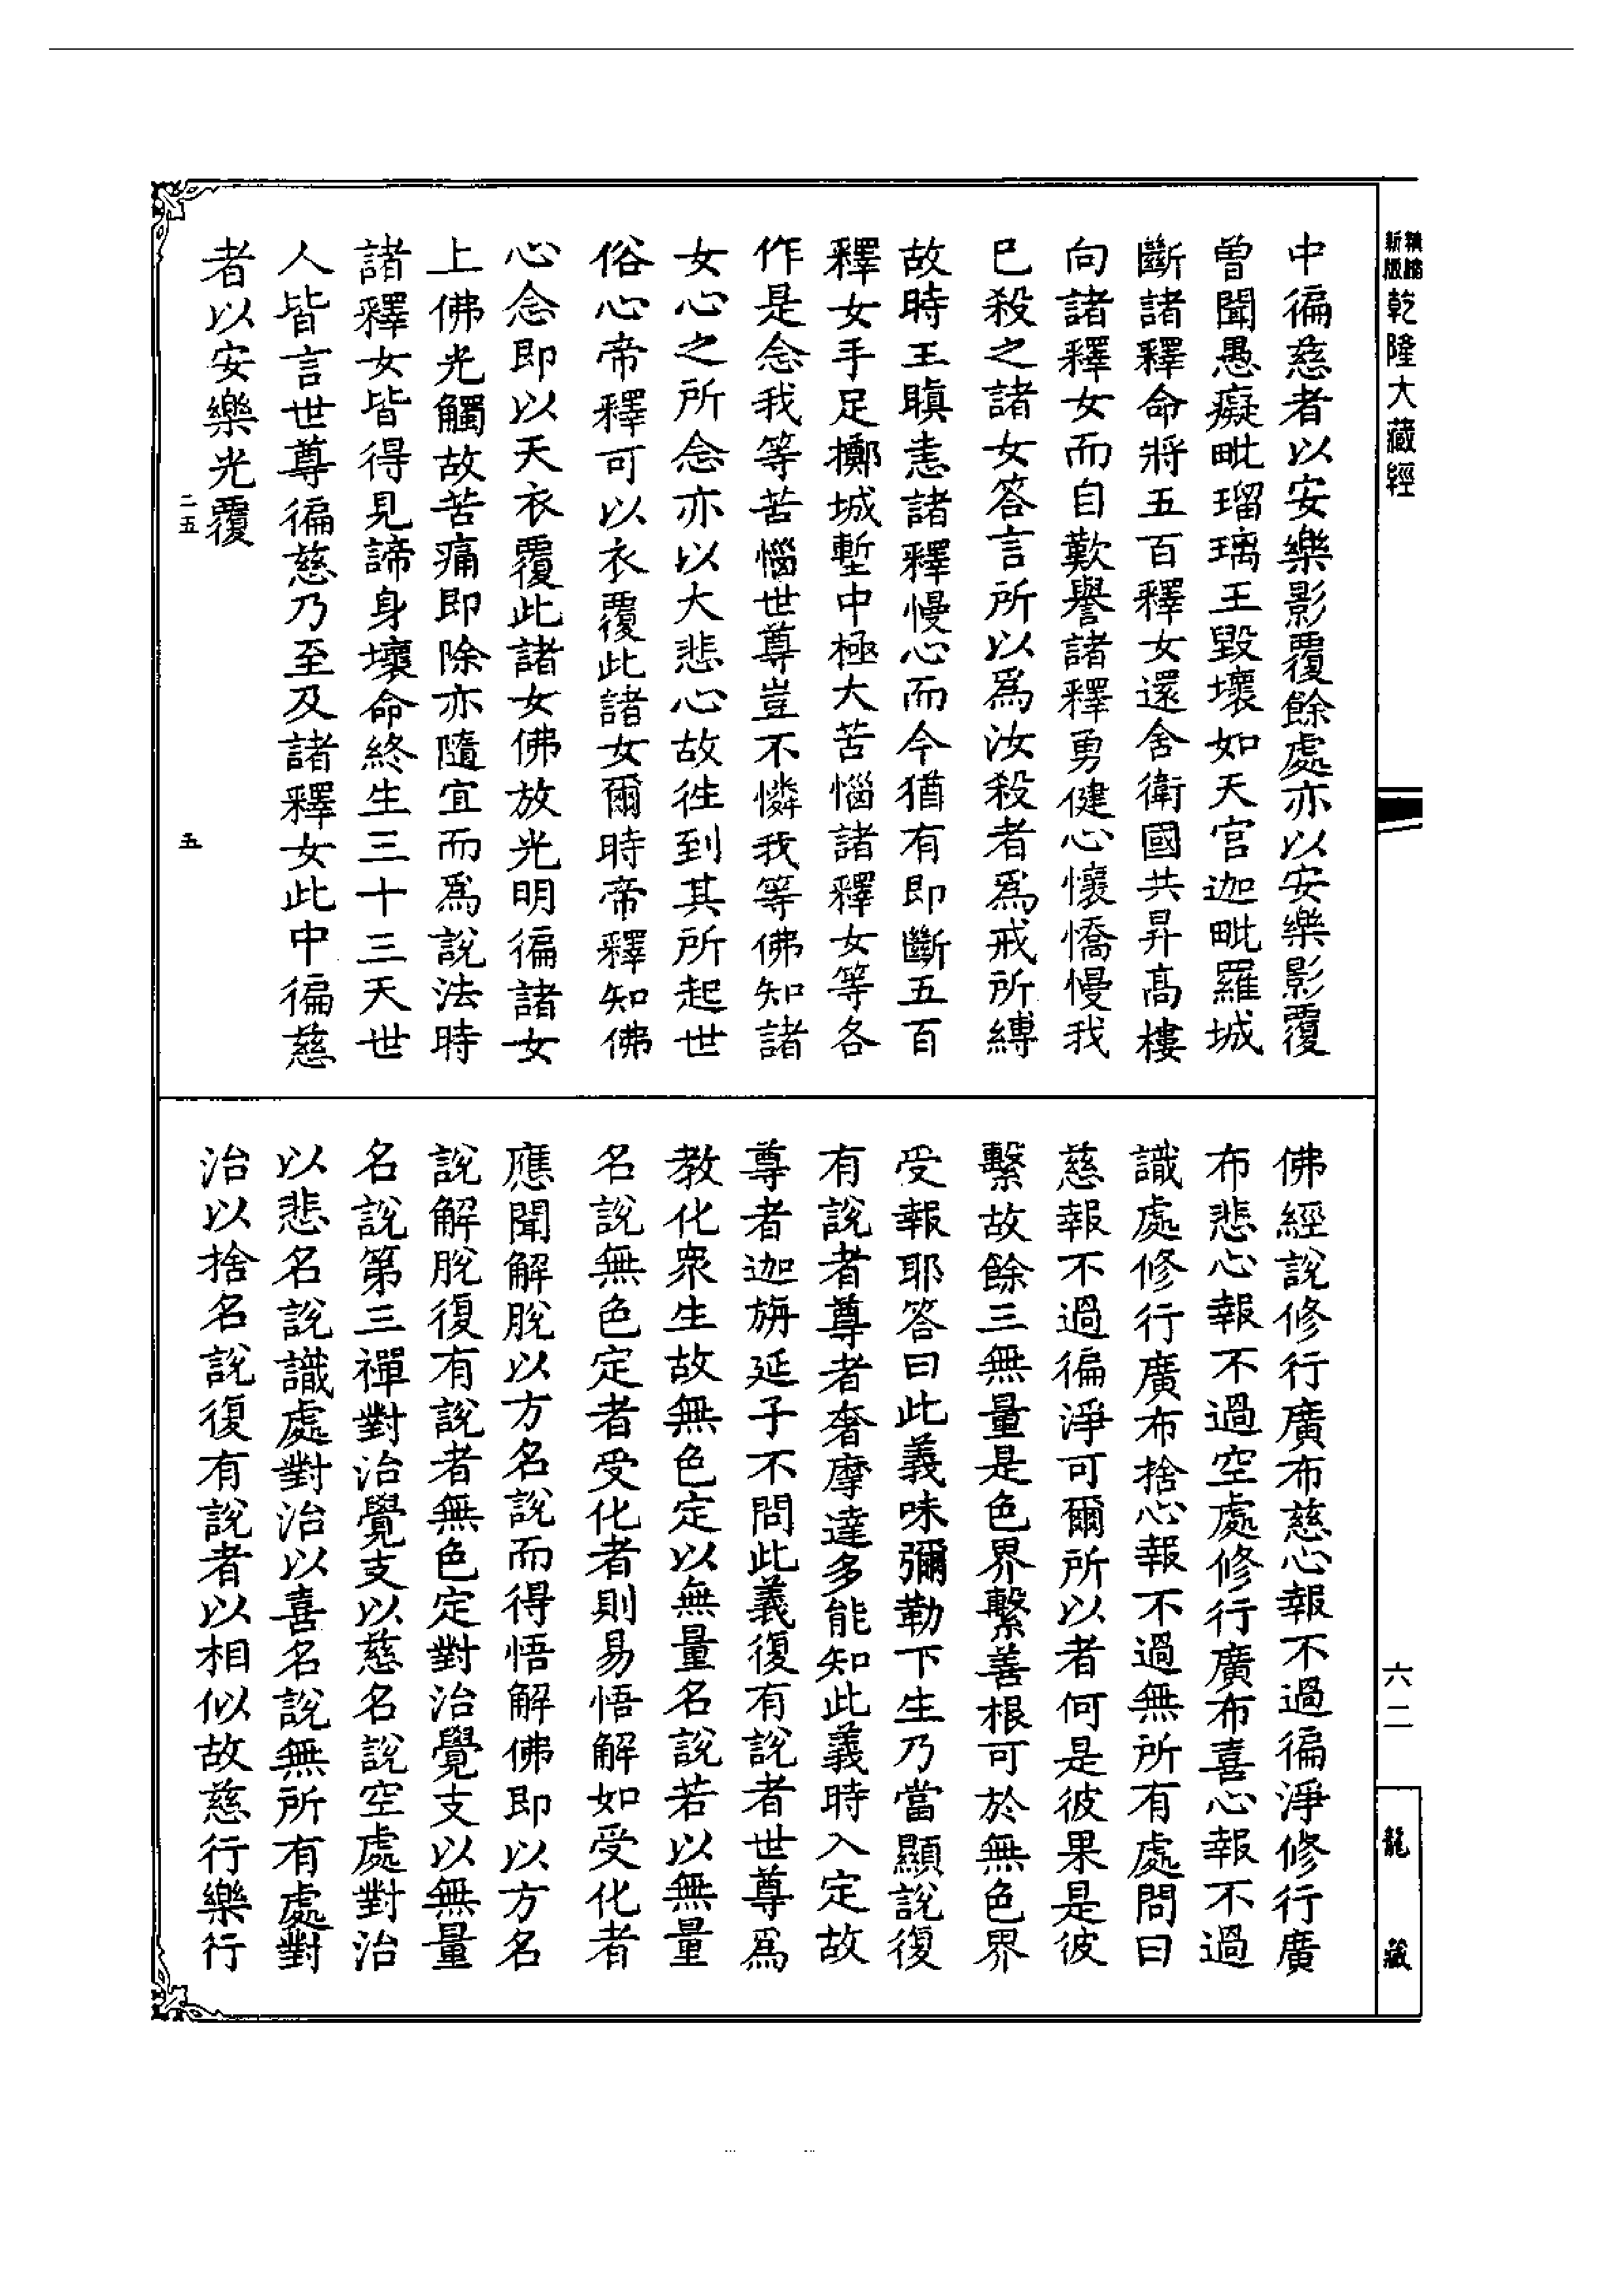 精縮
新版
乾隆大藏經
六二
龍藏
中徧慈者以安樂影覆餘處亦以安樂影覆
曾聞愚癡毗瑠璃王毀壞如天宮迦毗羅城
斷諸釋命將五百釋女還舍衛國共昇高樓
向諸釋女而自歎譽諸釋勇健心懷憍慢我
已殺之諸女答言所以爲汝殺者爲戒所縛
故時王瞋恚諸釋慢心而今猶有即斷五百
釋女手足擲城塹中極大苦惱諸釋女等各
作是念我等苦惱世尊豈不憐我等佛知諸
女心之所念亦以大悲心故徃到其所起世
俗心帝釋可以衣覆此諸女爾時帝釋知佛
心念即以天衣覆此諸女佛放光明徧諸女
上佛光觸故苦痛即除亦隨宜而爲說法時
諸釋女皆得見諦身壞命終生三十三天世
人皆言世尊徧慈乃至及諸釋女此中徧慈
者以安樂光覆
二五
五
佛經說修行廣布慈心報不過徧淨修行廣
布悲心報不過空處修行廣布喜心報不過
識處修行廣布捨心報不過無所有處問曰
慈報不過徧淨可爾所以者何是彼果是彼
繫故餘三無量是色界繫善根可於無色界
受報耶答曰此義味彌勒下生乃當顯說復
有說者尊者奢摩達多能知此義時入定故
尊者迦旃延子不問此義復有說者世尊爲
教化衆生故無色定以無量名說若以無量
名說無色定者受化者則易悟解如受化者
應聞解脫以方名說而得悟解佛即以方名
說解脫復有說者無色定對治覺支以無量
名說第三禪對治覺支以慈名說空處對治
以悲名說識處對治以喜名說無所有處對
治以捨名說復有說者以相似故慈行樂行